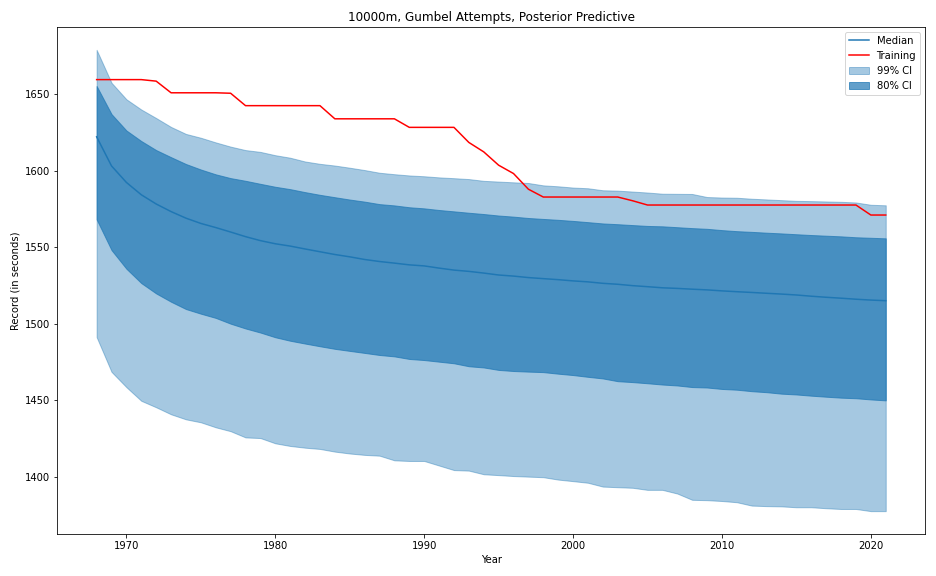 10000m, Gumbel Attempts, Posterior Predictive
Median
Training
99% CI
80% CI
1650
1600
1550
1500
1450
1400
Record (in seconds)
1970
1980
1990
2000
2010
2020
Year